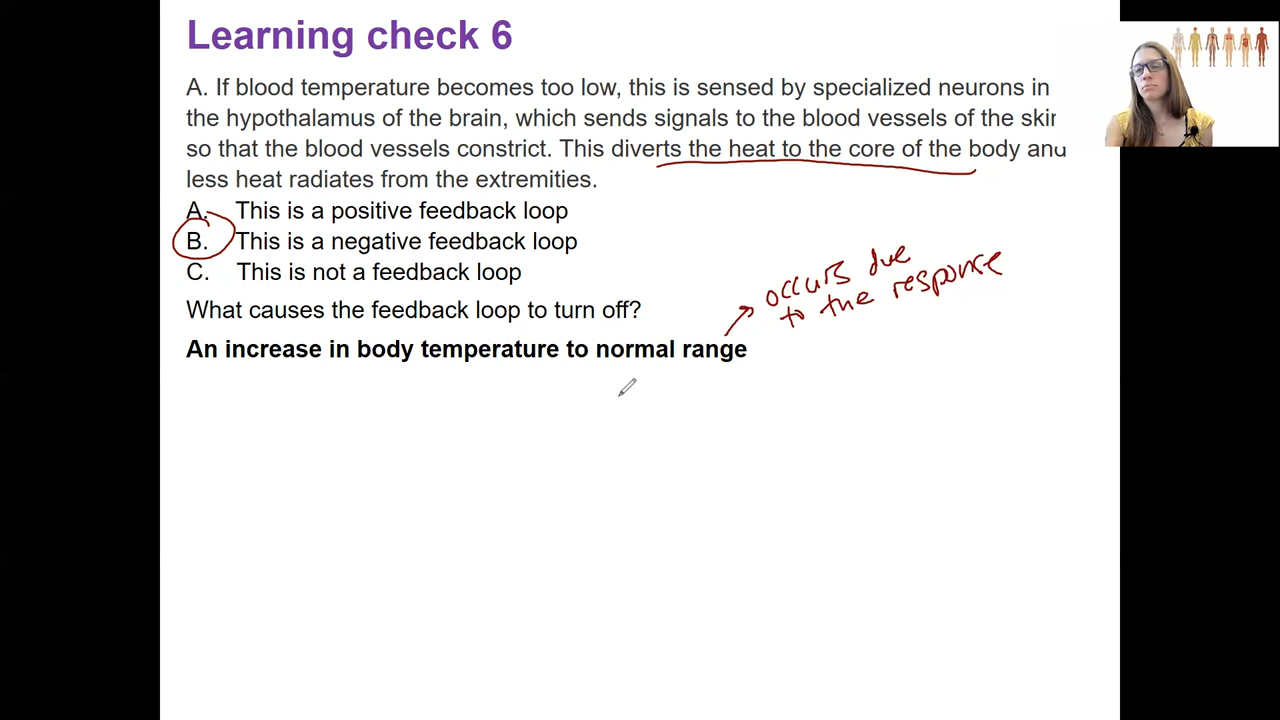 Learning check 6
A. If blood temperature becomes too low, this is sensed by specialized neurons in
the hypothalamus of the brain, which sends signals to the blood vessels of the skin
so that the blood vessels constrict. This diverts the heat to the core of the body and
less heat radiates from the extremities.
A. This is a positive feedback loop
B. This is a negative feedback loop
C. This is not a feedback loop
occurs due
to the response
What causes the feedback loop to turn off?
An increase in body temperature to normal range